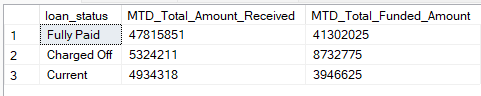 loan_status MTD_Total_Amount_Received MTD_Total_Funded_Amount
1 Fully Paid 47815851 41302025
2 Charged Off 5324211 8732775
3 Current 4934318 3946625